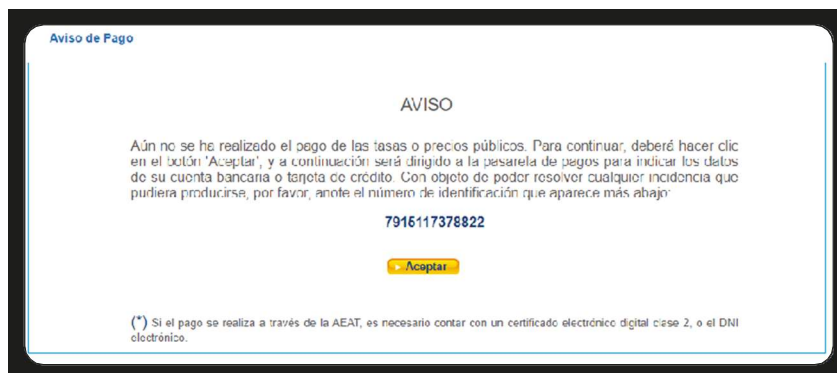 Aviso de Pago
AVISO
Aún no se ha realizado el pago de las tasas o precios públicos. Para continuar, deberá hacer clic
en el botón 'Aceptar', y a continuación será dirigido a la pasarela de pagos para indicar los datos
de su cuenta bancaria o tarjeta de crédito. Con objeto de poder resolver cualquier incidencia que
pudiera producirse, por favor, anote el número de identificación que aparece más abajo:
7915117378822
Aceptar
(*) Si el pago se realiza a través de la AEAT, es necesario contar con un certificado electrónico digital clase 2, o el DNI
electrónico.